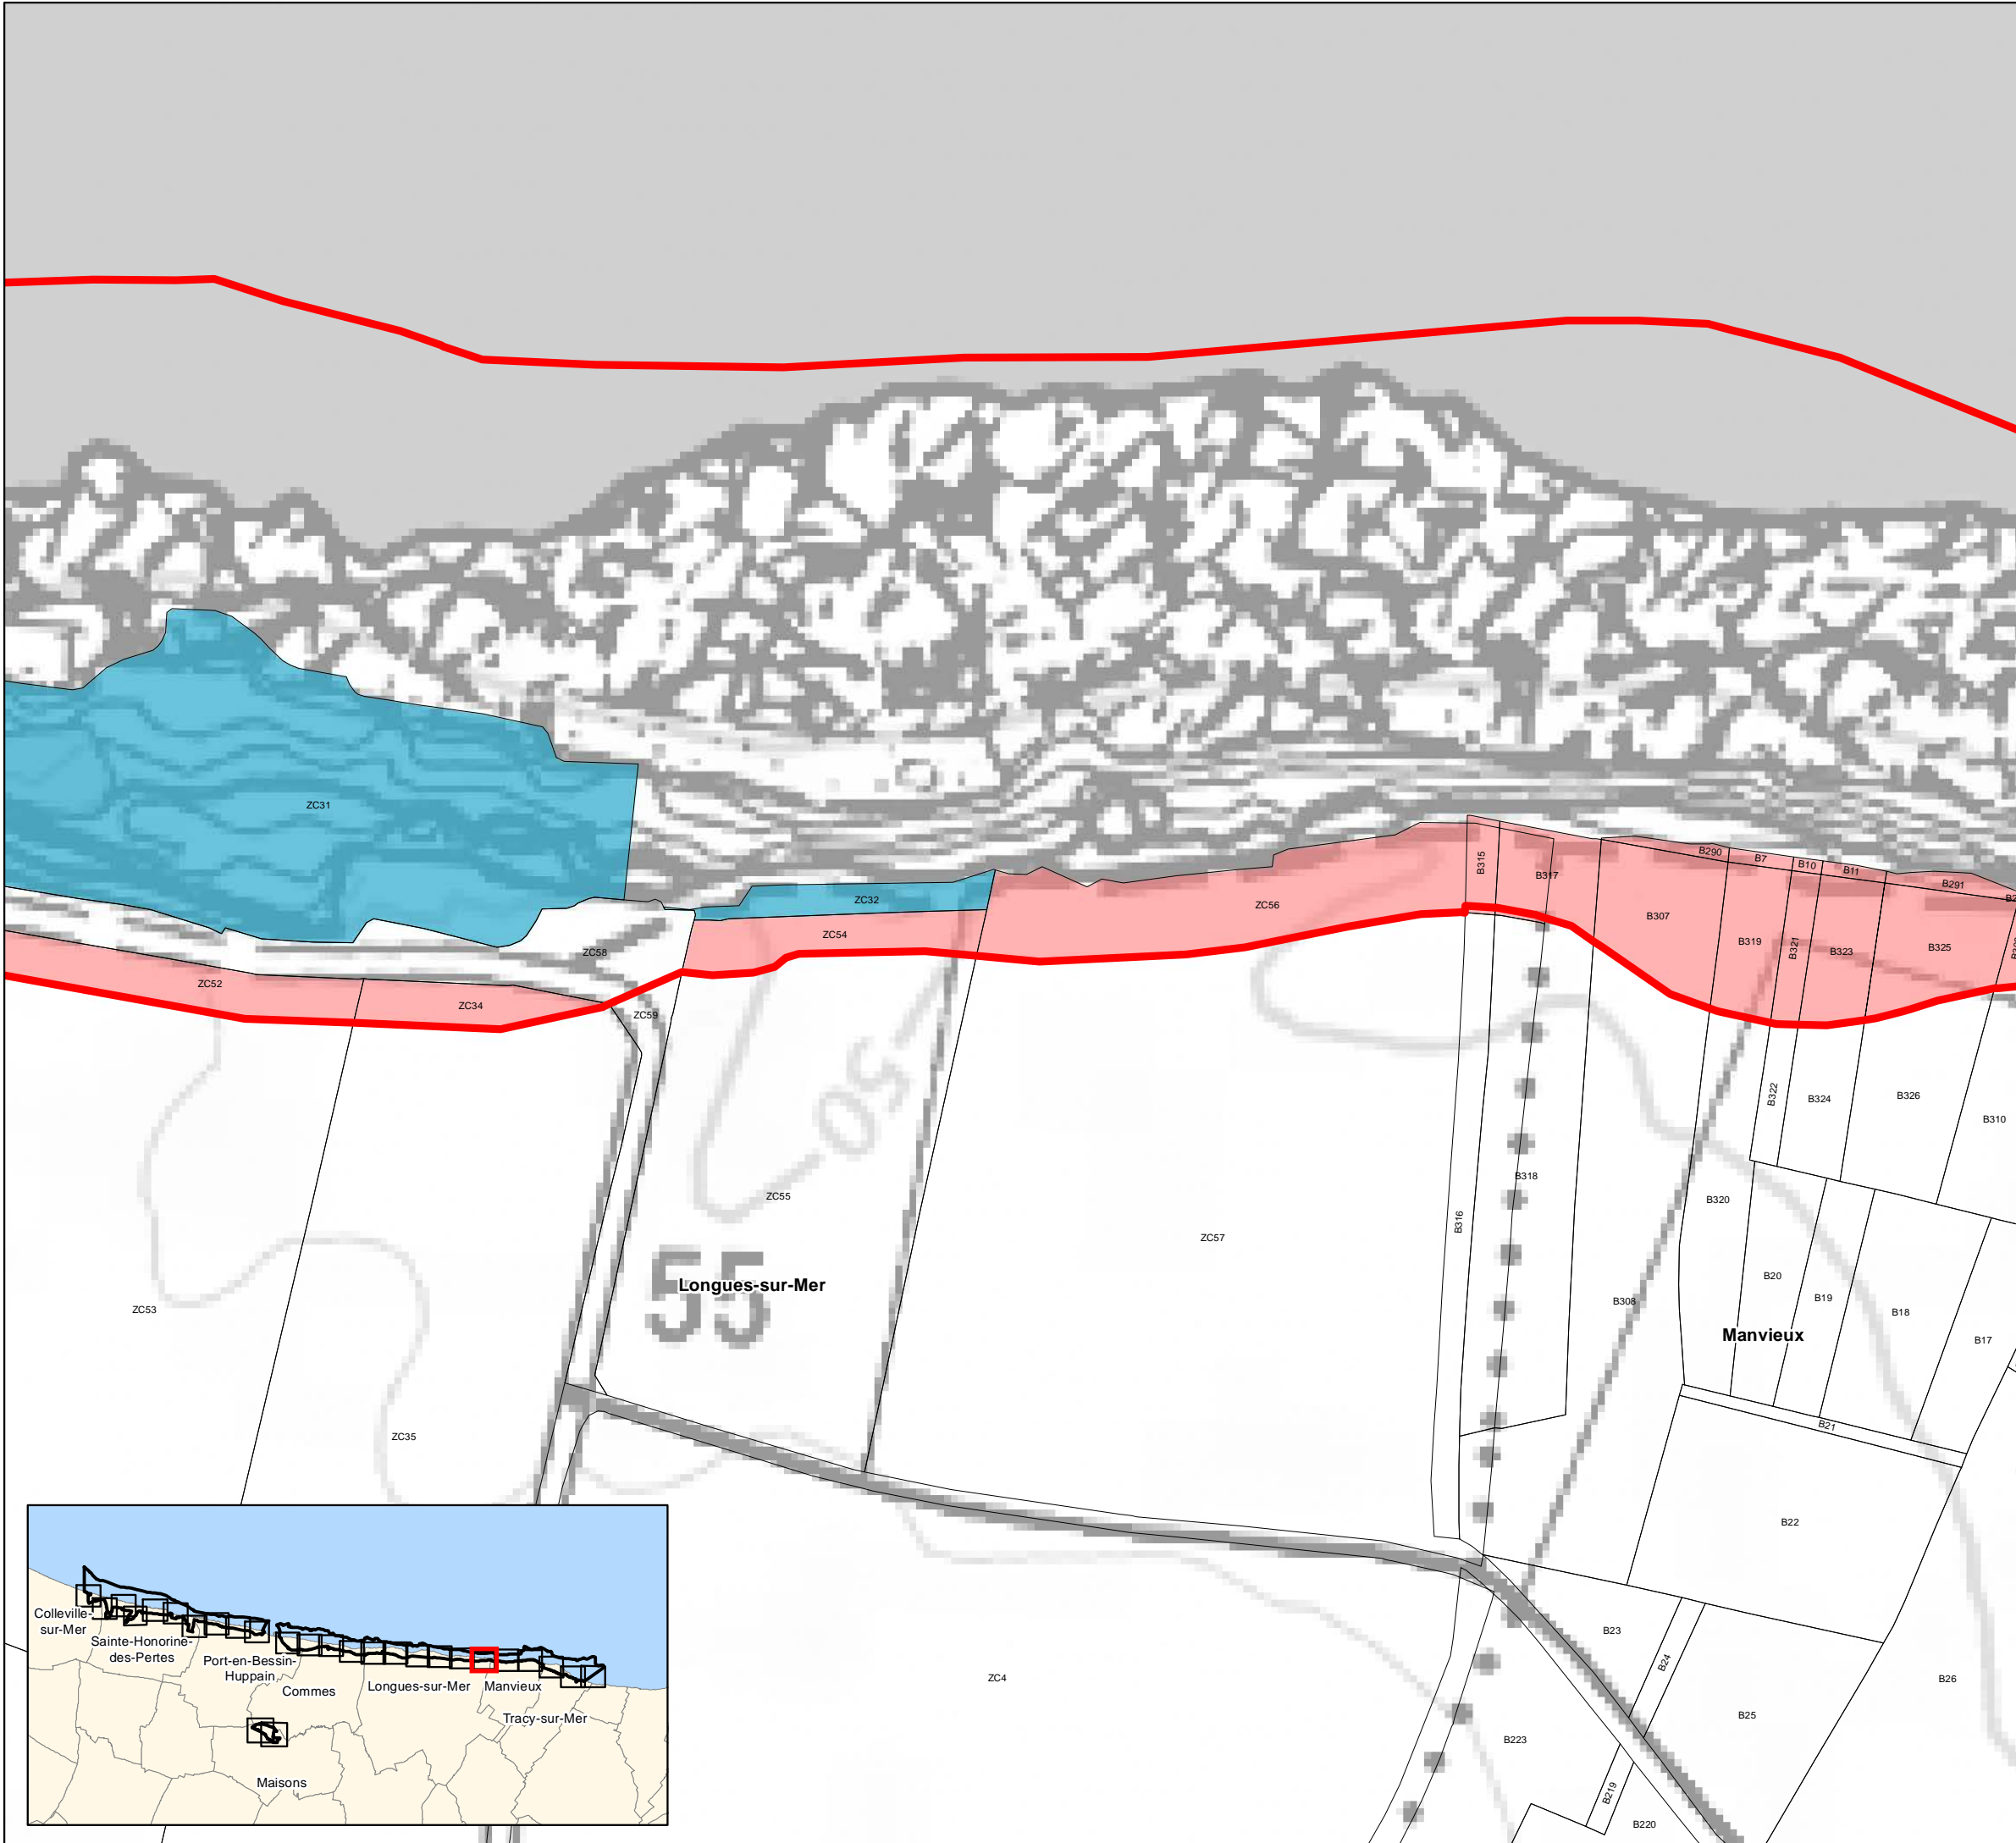 ZC31
ZC32
ZC56
ZC54
ZC58
ZC52
ZC34
ZC59
B315
B317
B290
B7
B10
B11
B291
B307
B319
B321
B323
B325
B322
B324
B326
B310
B318
B316
B320
50
ZC55
ZC57
55
Longues-sur-Mer
ZC53
ZC35
B308
B20
B19
B18
B17
Manvieux
B21
B22
B23
B24
B25
B26
ZC4
B223
B219
B220
Colleville-
sur-Mer
Sainte-Honorine-
des-Pertes
Port-en-Bessin-
Huppain
Commes
Longues-sur-Mer
Manvieux
Tracy-sur-Mer
Maisons